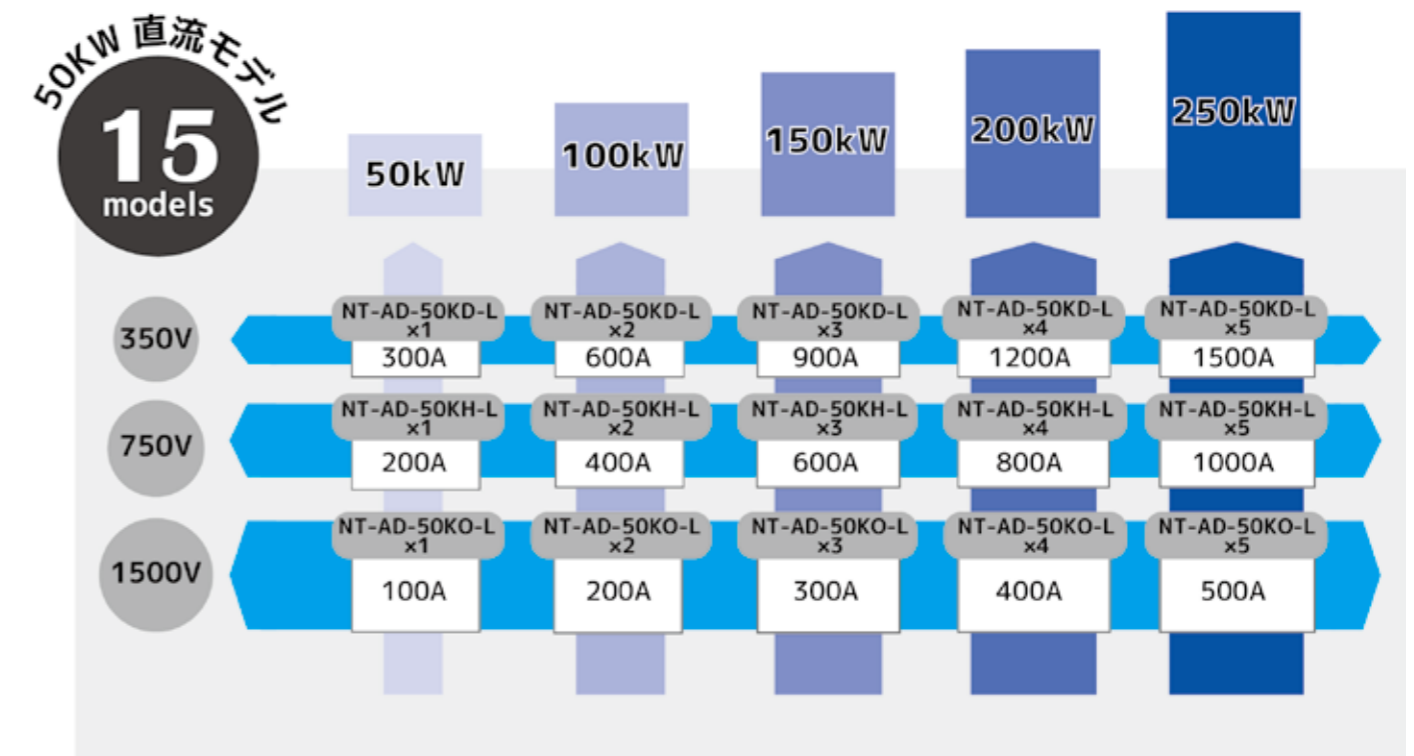 50KW 直流モデル
15
models
50kW
100kW
150kW
200kW
250kW
350V
NT-AD-50KD-L
×1
300A
NT-AD-50KD-L
×2
600A
NT-AD-50KD-L
×3
900A
NT-AD-50KD-L
×4
1200A
NT-AD-50KD-L
×5
1500A
750V
NT-AD-50KH-L
×1
200A
NT-AD-50KH-L
×2
400A
NT-AD-50KH-L
×3
600A
NT-AD-50KH-L
×4
800A
NT-AD-50KH-L
×5
1000A
1500V
NT-AD-50KO-L
×1
100A
NT-AD-50KO-L
×2
200A
NT-AD-50KO-L
×3
300A
NT-AD-50KO-L
×4
400A
NT-AD-50KO-L
×5
500A